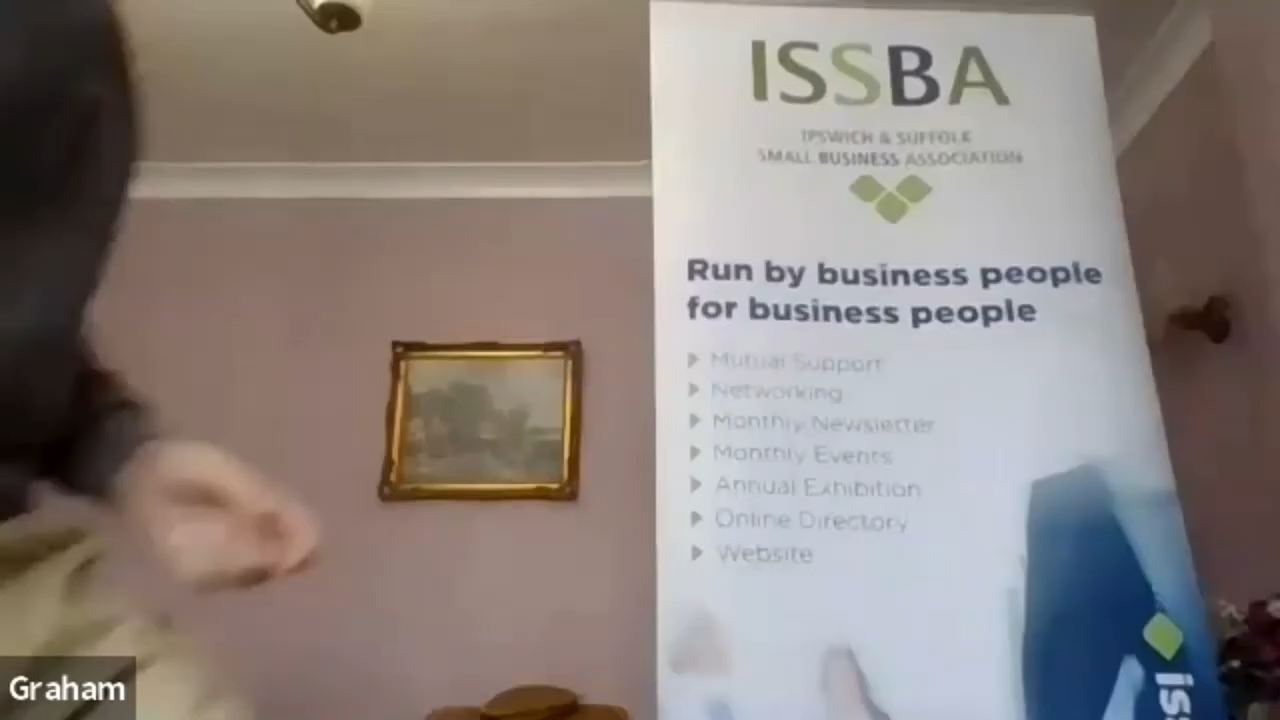 ISSBA
IPSWICH & SUFFOLK
SMALL BUSINESS ASSOCIATION
Run by business people
for business people
Mutual Support
Networking
Monthly Newsletter
Monthly Events
Annual Exhibition
Online Directory
Website
iss
Graham